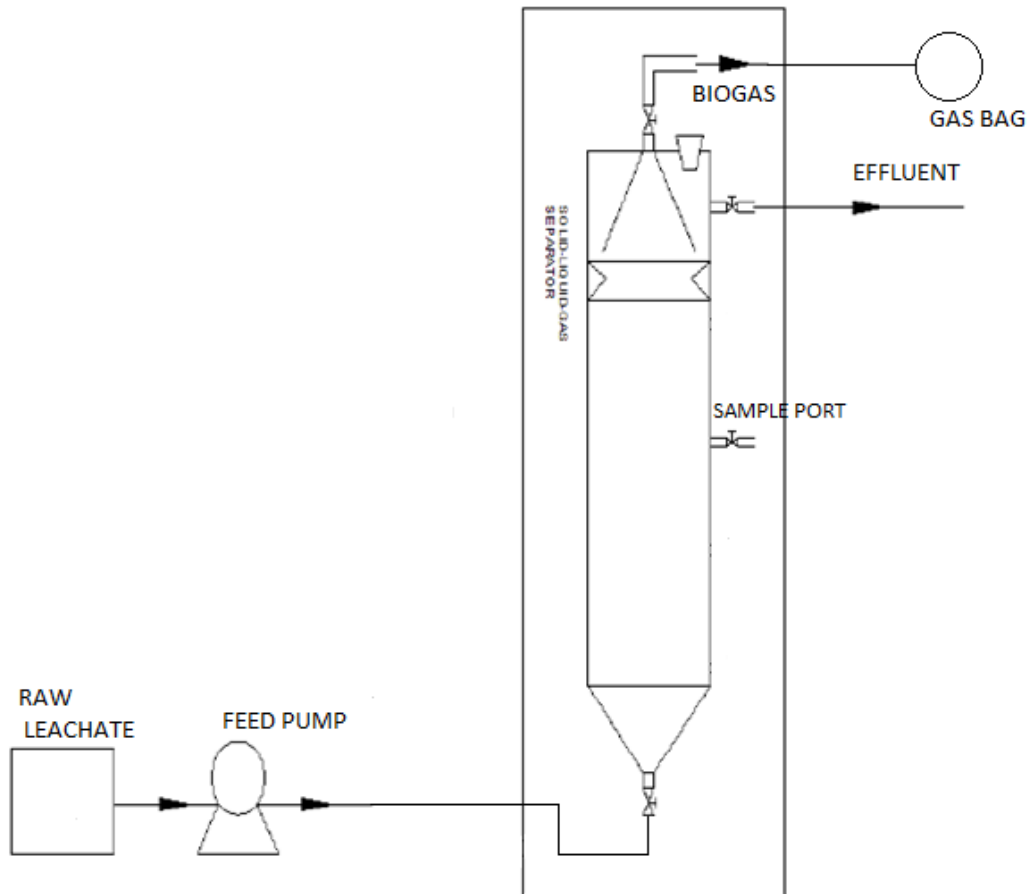 BIOGAS
GAS BAG
EFFLUENT
SOLID-LIQUID-GAS
SEPARATOR
SAMPLE PORT
RAW
LEACHATE
FEED PUMP